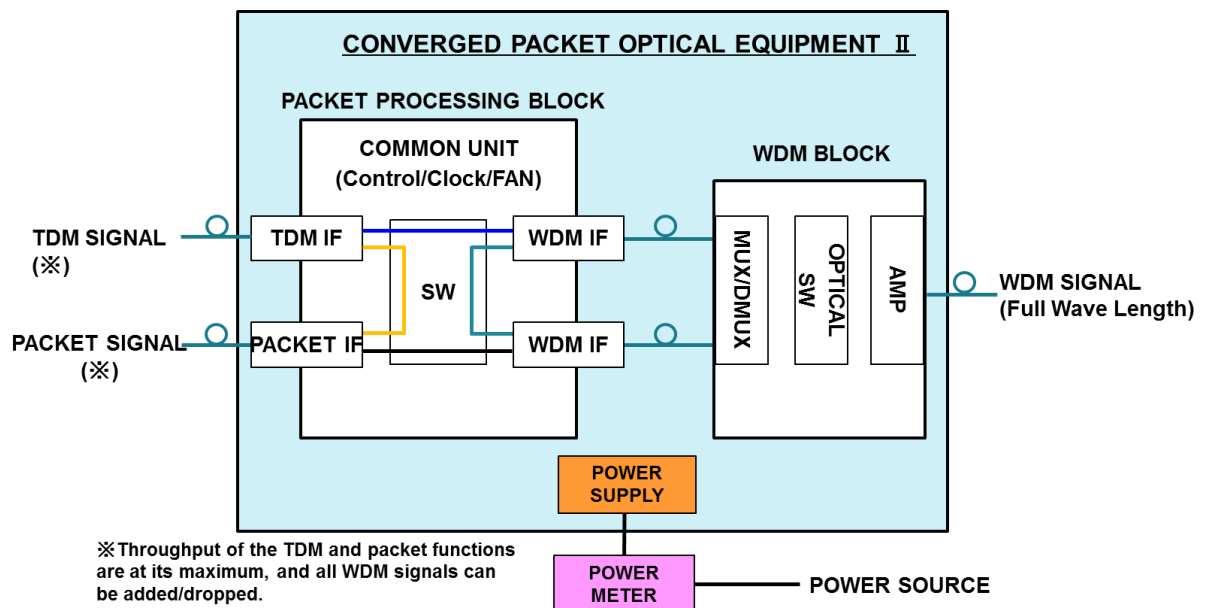 CONVERGED PACKET OPTICAL EQUIPMENT Ⅱ
PACKET PROCESSING BLOCK
COMMON UNIT
(Control/Clock/FAN)
WDM BLOCK
TDM SIGNAL
(※)
TDM IF
WDM IF
SW
PACKET SIGNAL
(※)
PACKET IF
WDM IF
MUX/DMUX
OPTICAL
SW
AMP
WDM SIGNAL
(Full Wave Length)
POWER
SUPPLY
※Throughput of the TDM and packet functions
are at its maximum, and all WDM signals can
be added/dropped.
POWER
METER
POWER SOURCE